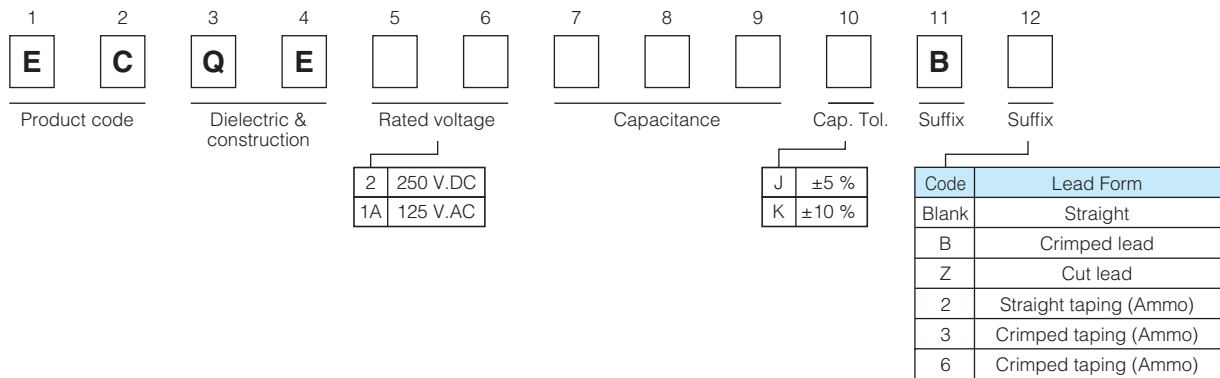 1 2 3 4 5 6 7 8 9 10 11 12
E C Q E B
Product code Dielectric & construction Rated voltage Capacitance Cap. Tol. Suffix Suffix
2 250 V.DC
1A 125 V.AC
J ±5 %
K ±10 %
Code Lead Form
Blank Straight
B Crimped lead
Z Cut lead
2 Straight taping (Ammo)
3 Crimped taping (Ammo)
6 Crimped taping (Ammo)